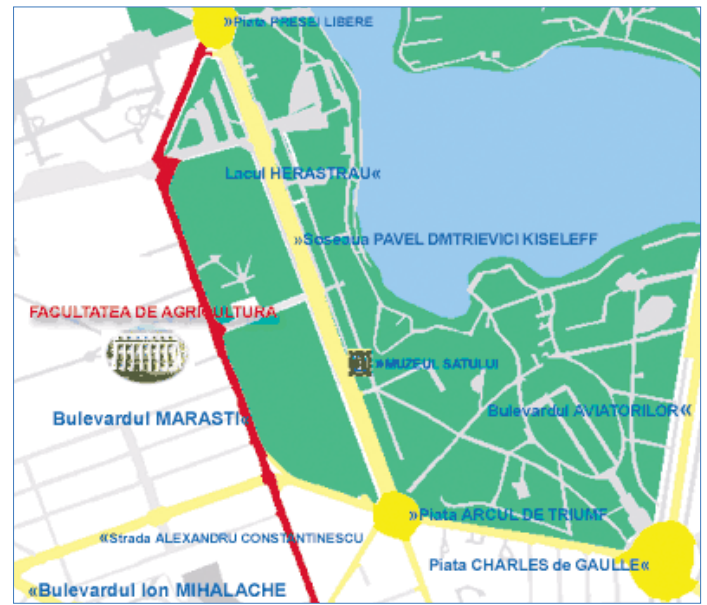 »Piata PRESEI LIBERE
Lacul HERASTRAU«
»Soseaua PAVEL DMTRIEVICI KISELEFF
FACULTATEA DE AGRICULTURA
»MUZEUL SATULUI
Bulevardul AVIATORILOR«
Bulevardul MARASTI«
»Piata ARCUL DE TRIUMF
«Strada ALEXANDRU CONSTANTINESCU
Piata CHARLES de GAULLE«
«Bulevardul Ion MIHALACHE